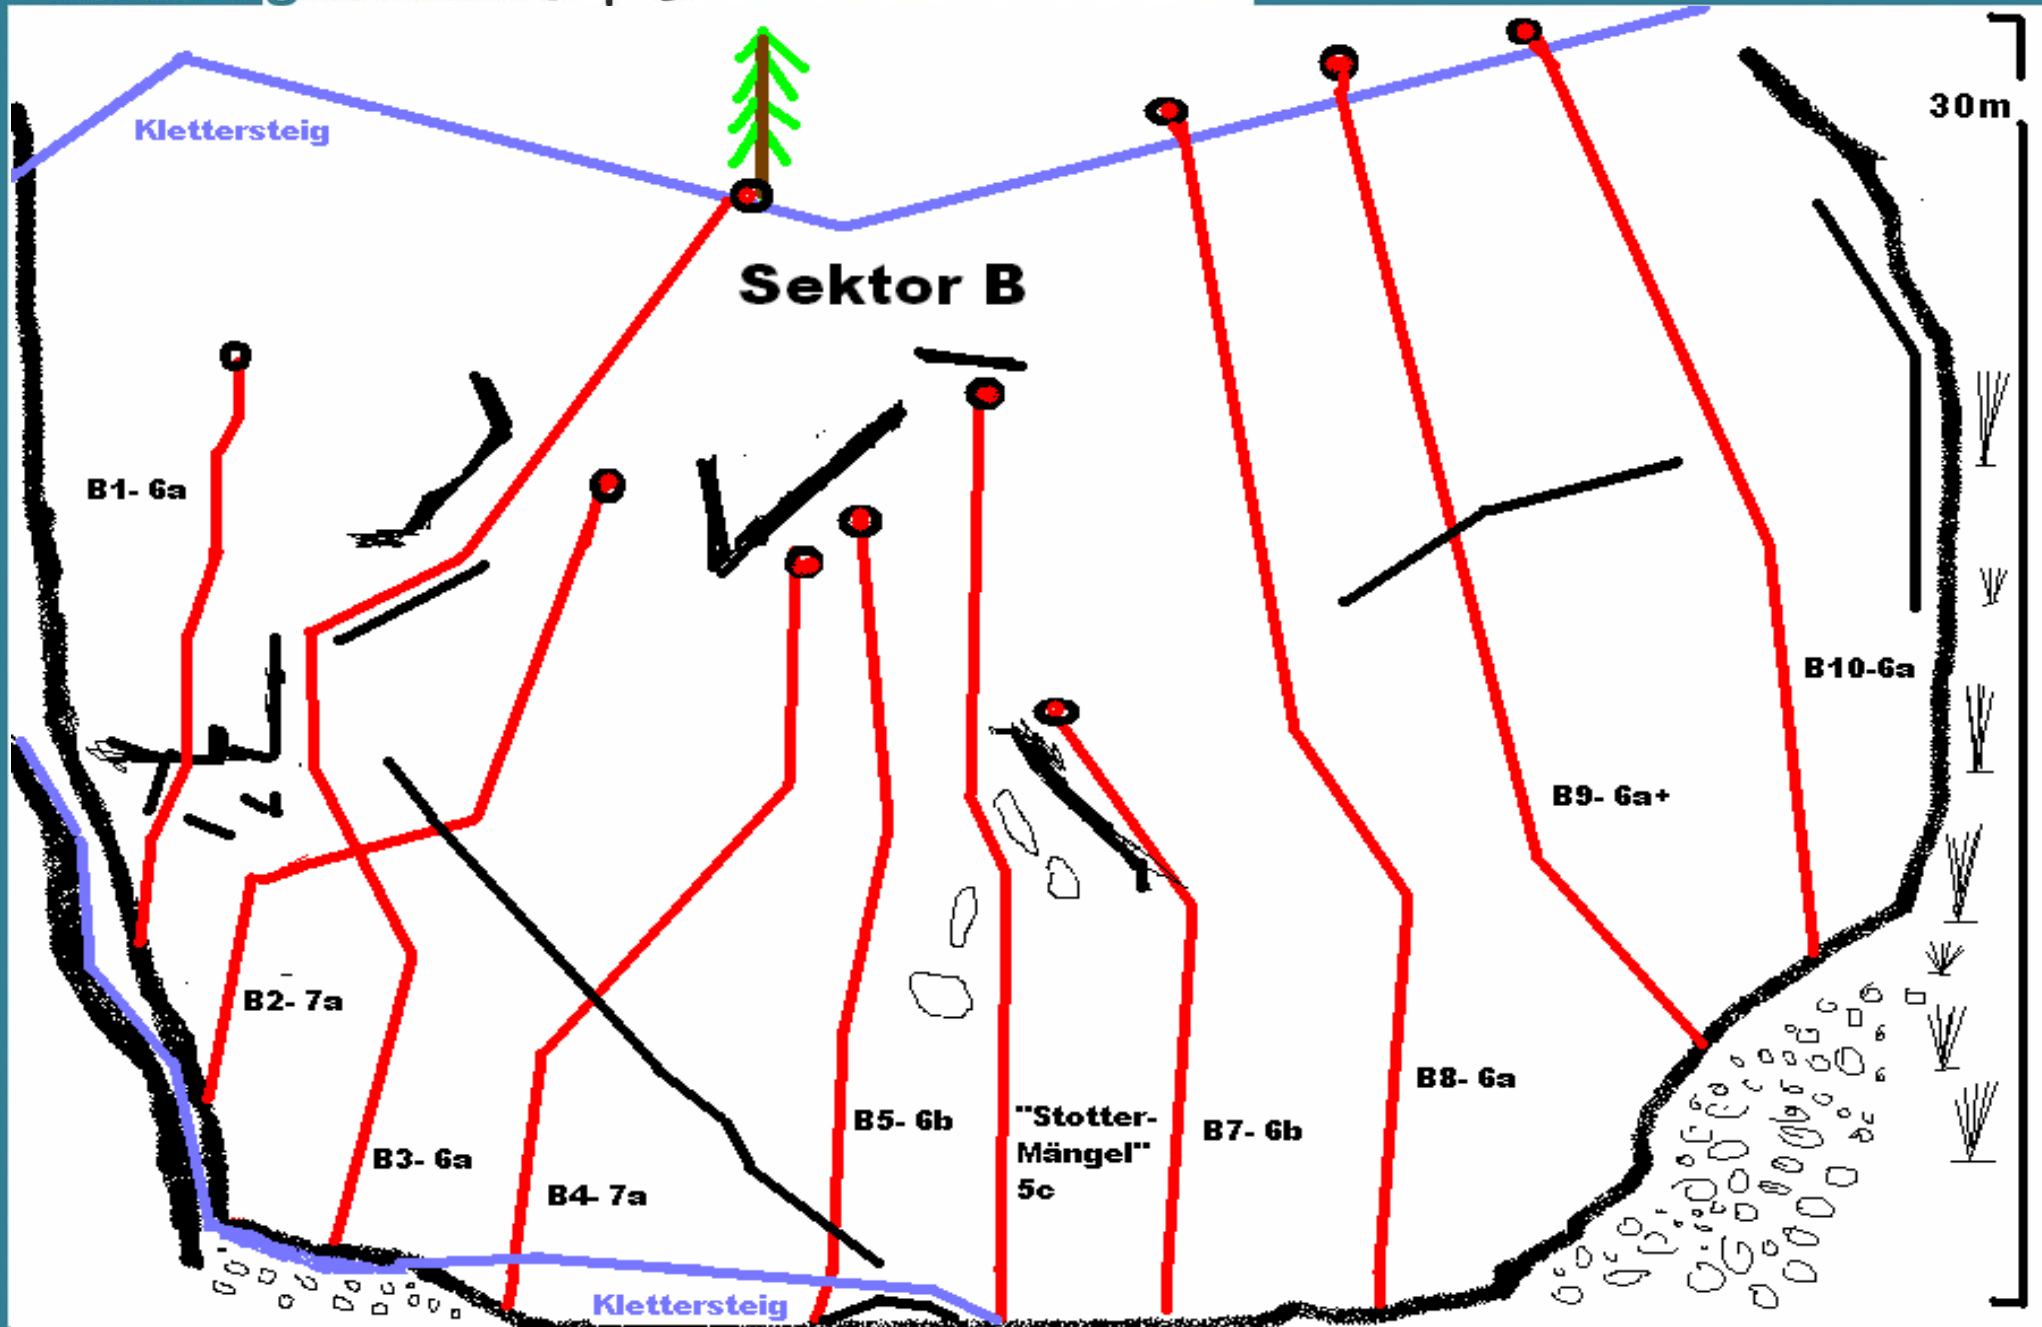 Klettersteig
30m
Sektor B
B1- 6a
B10-6a
B9- 6a+
B2- 7a
B8- 6a
B5- 6b
"Stotter-
Mängel"
5c
B7- 6b
B3- 6a
B4- 7a
Klettersteig